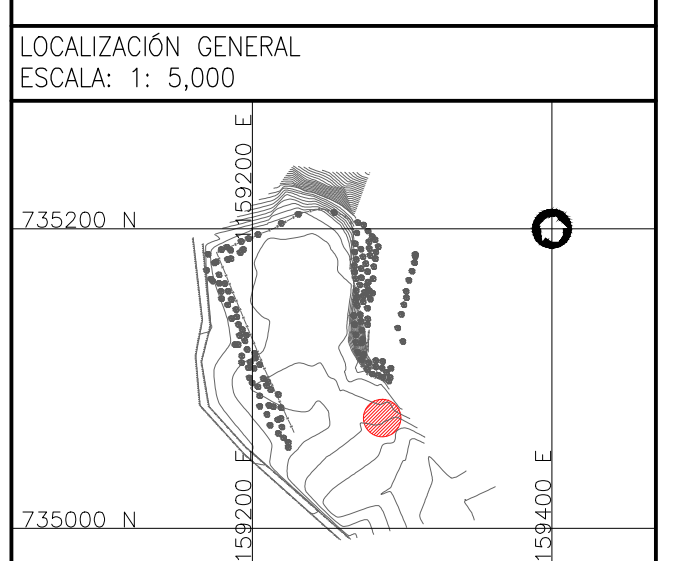 LOCALIZACIÓN GENERAL
ESCALA: 1: 5,000
159200 E
735200 N
159200 E
159400 E
735000 N